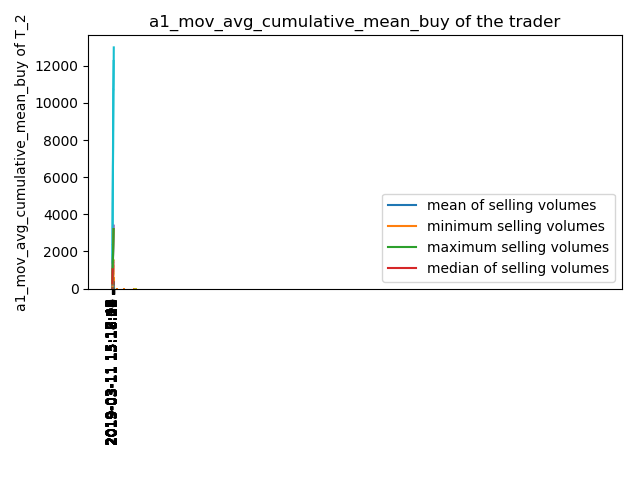 a1_mov_avg_cumulative_mean_buy of the trader
a1_mov_avg_cumulative_mean_buy of T_2
12000
10000
8000
6000
4000
2000
0
mean of selling volumes
minimum selling volumes
maximum selling volumes
median of selling volumes